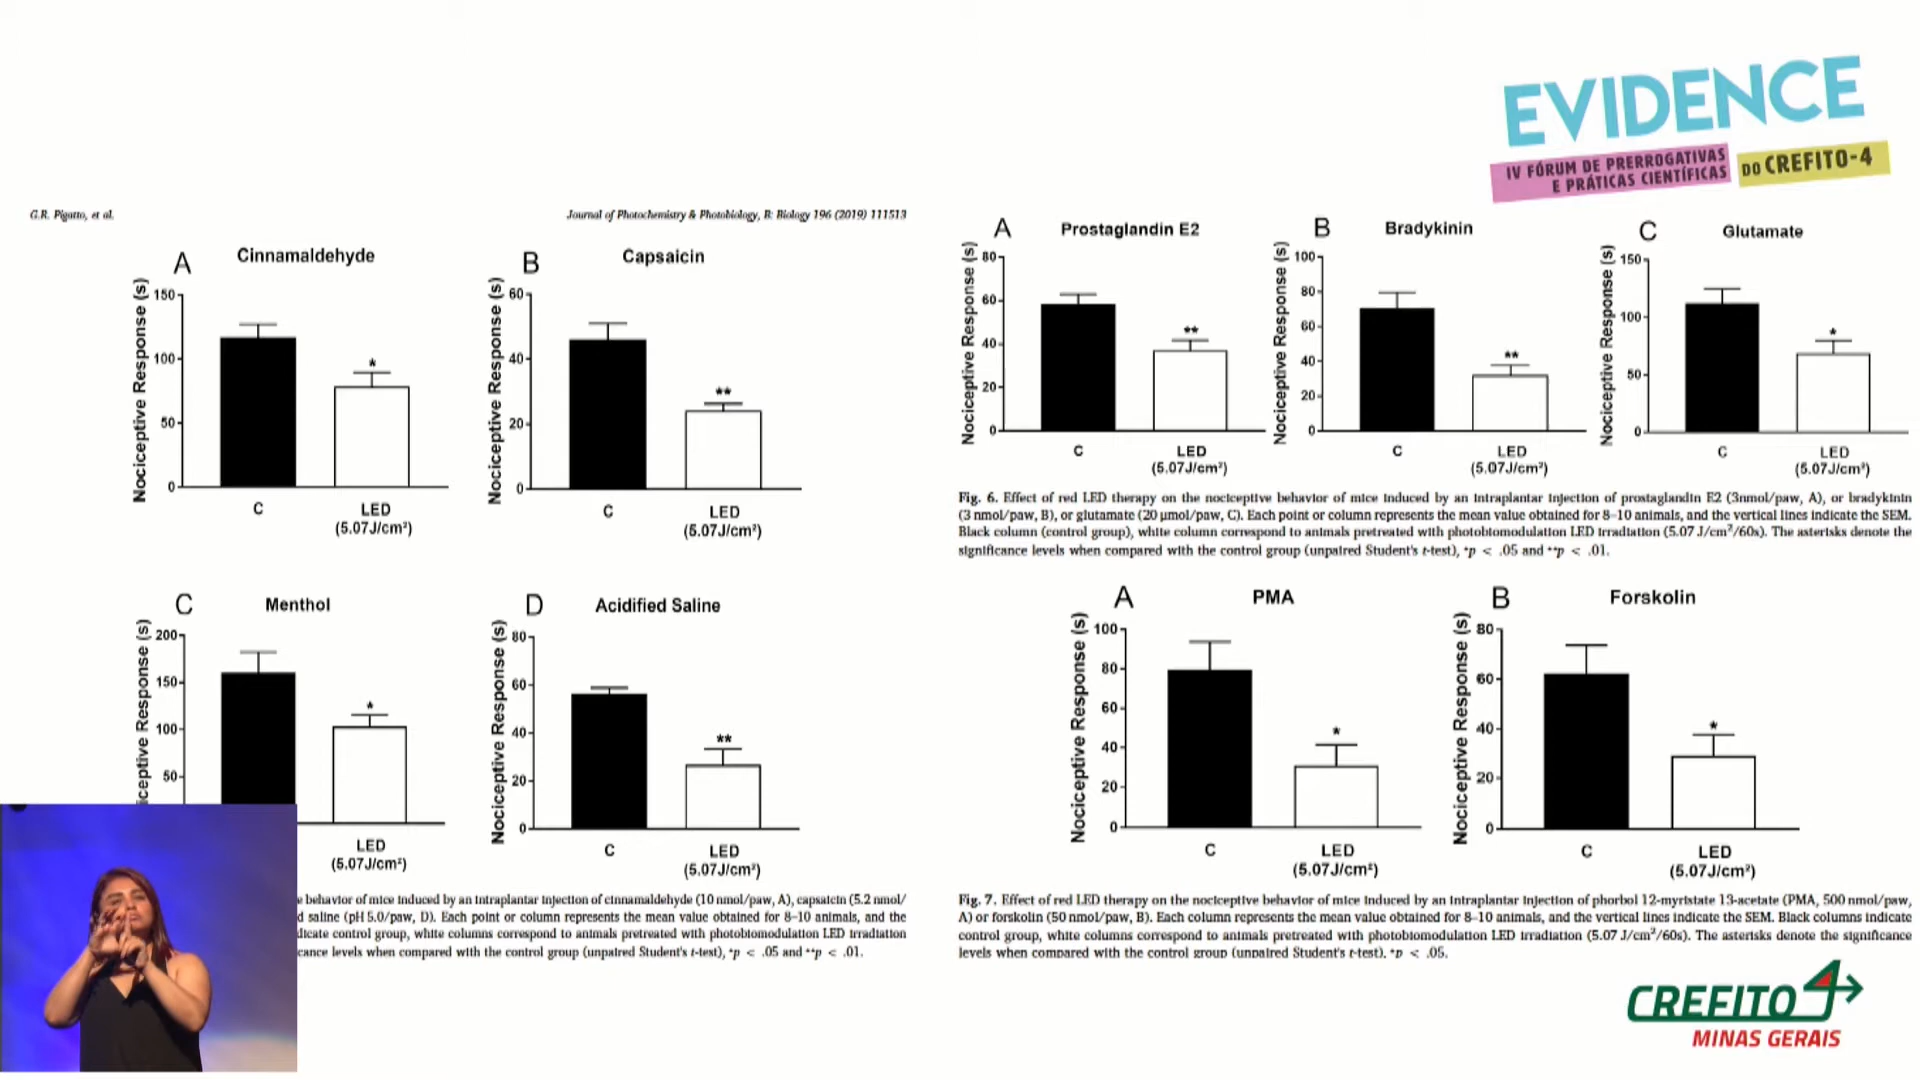 EVIDENCE
IV FÓRUM DE PRERROGATIVAS
E PRÁTICAS CIENTÍFICAS
DO CREFITO-4
G.R. Pigatto, et al.
Journal of Photochemistry & Photobiology, B: Biology 196 (2019) 111513
A
Cinnamaldehyde
Nociceptive Response (s)
150
100
50
0
*
C
LED
(5.07J/cm²)
B
Capsaicin
Nociceptive Response (s)
60
40
20
0
**
C
LED
(5.07J/cm²)
C
Menthol
ciceptive Response (s)
200
150
100
50
*
LED
(5.07J/cm²)
D
Acidified Saline
Nociceptive Response (s)
80
60
40
20
0
**
C
LED
(5.07J/cm²)
e behavior of mice induced by an intraplantar injection of cinnamaldehyde (10 nmol/paw, A), capsaicin (5.2 nmol/
d saline (pH 5.0/paw, D). Each point or column represents the mean value obtained for 8–10 animals, and the
dicate control group, white columns correspond to animals pretreated with photobiomodulation LED irradiation
cance levels when compared with the control group (unpaired Student's t-test), *p < .05 and **p < .01.
A
Prostaglandin E2
Nociceptive Response (s)
80
60
40
20
0
**
C
LED
(5.07J/cm²)
B
Bradykinin
Nociceptive Response (s)
100
80
60
40
20
0
**
C
LED
(5.07J/cm²)
C
Glutamate
Nociceptive Response (s)
150
100
50
0
*
C
LED
(5.07J/cm²)
Fig. 6. Effect of red LED therapy on the nociceptive behavior of mice induced by an intraplantar injection of prostaglandin E2 (3nmol/paw, A), or bradykinin
(3 nmol/paw, B), or glutamate (20 μmol/paw, C). Each point or column represents the mean value obtained for 8–10 animals, and the vertical lines indicate the SEM.
Black column (control group), white column correspond to animals pretreated with photobiomodulation LED irradiation (5.07 J/cm²/60s). The asterisks denote the
significance levels when compared with the control group (unpaired Student's t-test), *p < .05 and **p < .01.
A
PMA
Nociceptive Response (s)
100
80
60
40
20
0
*
C
LED
(5.07J/cm²)
B
Forskolin
Nociceptive Response (s)
80
60
40
20
0
*
C
LED
(5.07J/cm²)
Fig. 7. Effect of red LED therapy on the nociceptive behavior of mice induced by an intraplantar injection of phorbol 12-myristate 13-acetate (PMA, 500 nmol/paw,
A) or forskolin (50 nmol/paw, B). Each column represents the mean value obtained for 8–10 animals, and the vertical lines indicate the SEM. Black columns indicate
control group, white columns correspond to animals pretreated with photobiomodulation LED irradiation (5.07 J/cm²/60s). The asterisks denote the significance
levels when compared with the control group (unpaired Student's t-test). *p < .05.
CREFITO 4
MINAS GERAIS